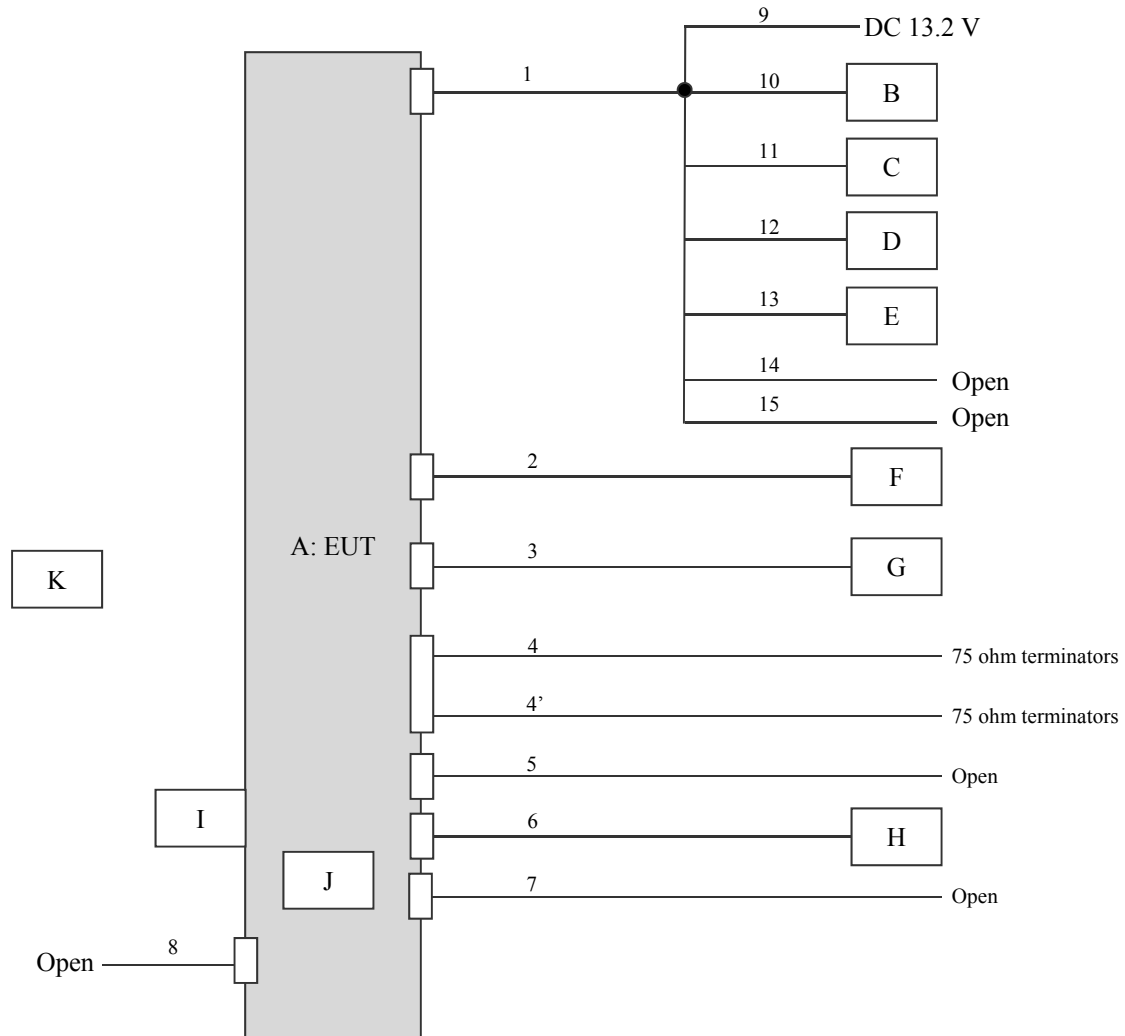 9
DC 13.2 V
1
10
B
11
C
12
D
13
E
14
Open
15
Open
2
F
A: EUT
3
G
K
4
75 ohm terminators
4’
75 ohm terminators
5
Open
I
6
H
J
7
Open
Open
8